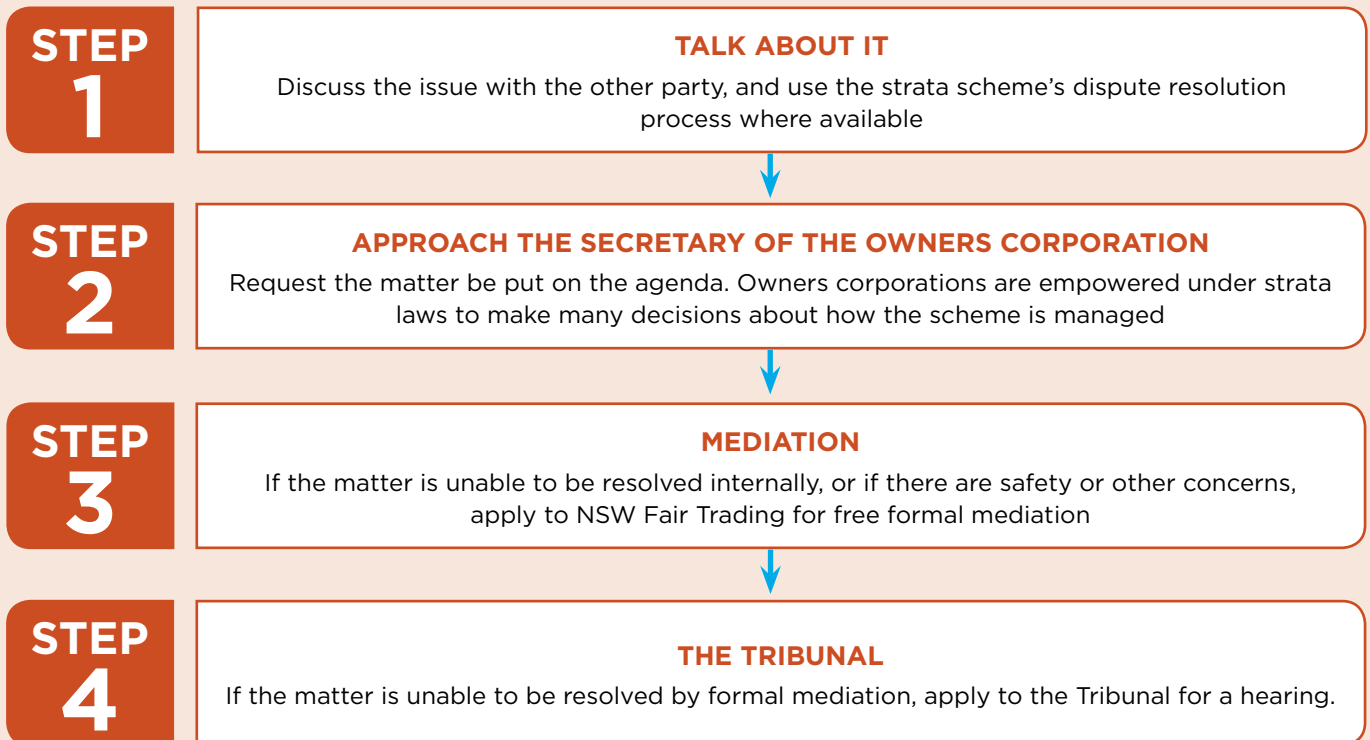 STEP
1
TALK ABOUT IT
Discuss the issue with the other party, and use the strata scheme’s dispute resolution
process where available
STEP
2
APPROACH THE SECRETARY OF THE OWNERS CORPORATION
Request the matter be put on the agenda. Owners corporations are empowered under strata
laws to make many decisions about how the scheme is managed
STEP
3
MEDIATION
If the matter is unable to be resolved internally, or if there are safety or other concerns,
apply to NSW Fair Trading for free formal mediation
STEP
4
THE TRIBUNAL
If the matter is unable to be resolved by formal mediation, apply to the Tribunal for a hearing.